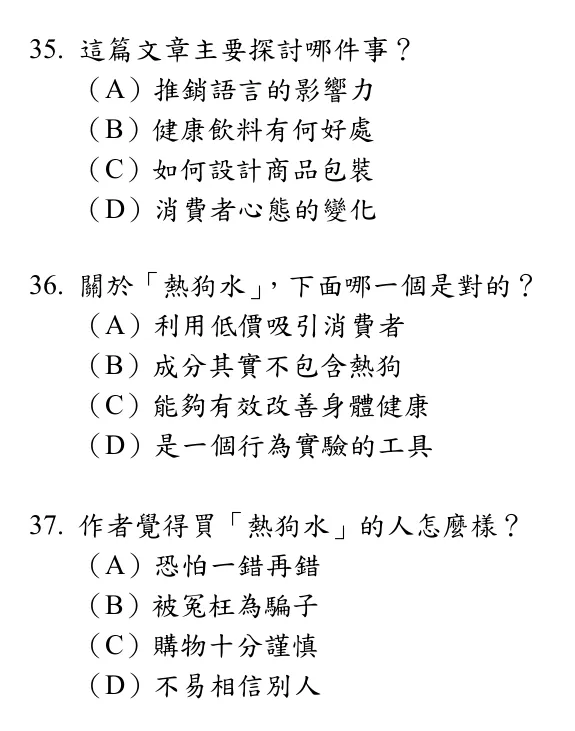 35. 這篇文章主要探討哪件事？
（A）推銷語言的影響力
（B）健康飲料有何好處
（C）如何設計商品包裝
（D）消費者心態的變化
36. 關於「熱狗水」，下面哪一個是對的？
（A）利用低價吸引消費者
（B）成分其實不包含熱狗
（C）能夠有效改善身體健康
（D）是一個行為實驗的工具
37. 作者覺得買「熱狗水」的人怎麼樣？
（A）恐怕一錯再錯
（B）被冤枉為騙子
（C）購物十分謹慎
（D）不易相信別人